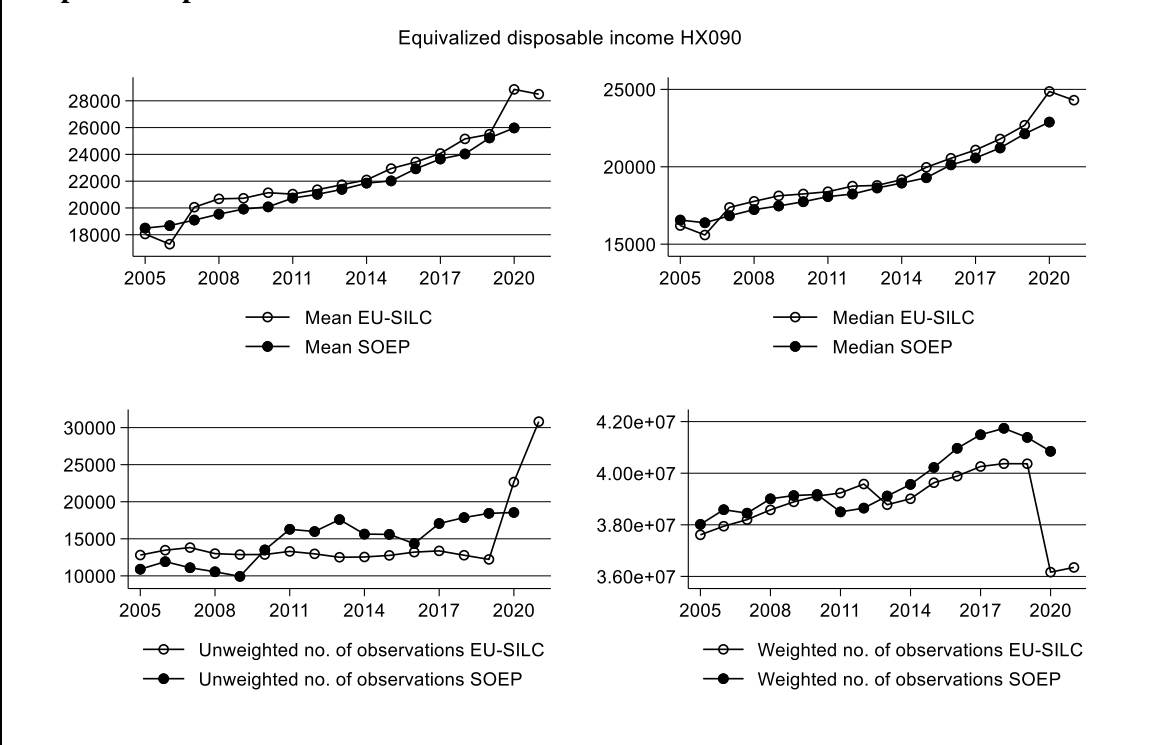 Equivalized disposable income HX090
28000
26000
24000
22000
20000
18000
2005 2008 2011 2014 2017 2020
Mean EU-SILC
Mean SOEP
25000
20000
15000
2005 2008 2011 2014 2017 2020
Median EU-SILC
Median SOEP
30000
25000
20000
15000
10000
2005 2008 2011 2014 2017 2020
Unweighted no. of observations EU-SILC
Unweighted no. of observations SOEP
4.20e+07
4.00e+07
3.80e+07
3.60e+07
2005 2008 2011 2014 2017 2020
Weighted no. of observations EU-SILC
Weighted no. of observations SOEP